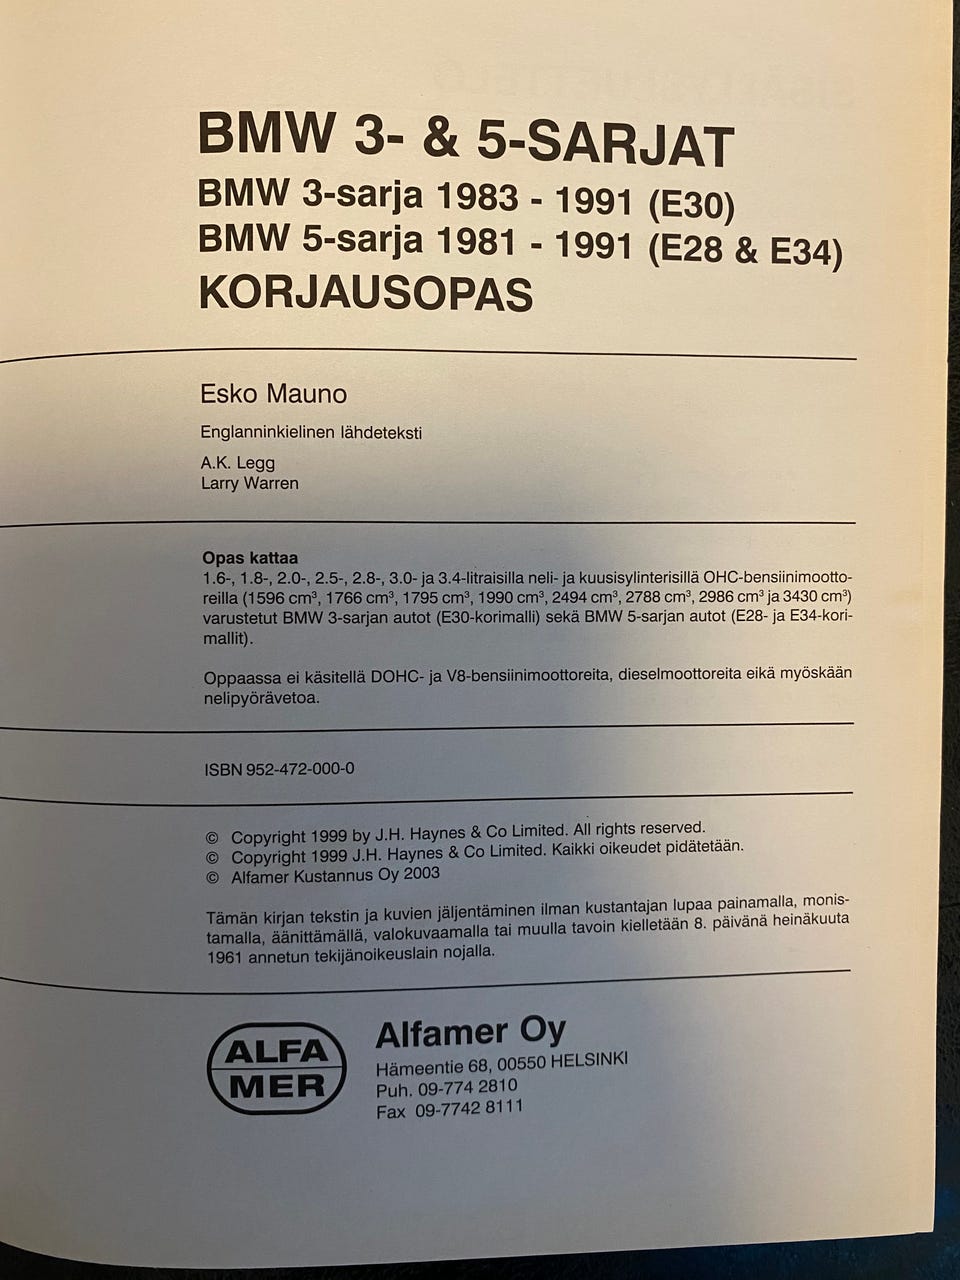 BMW 3- & 5-SARJAT
BMW 3-sarja 1983 - 1991 (E30)
BMW 5-sarja 1981 - 1991 (E28 & E34)
KORJAUSOPAS
Esko Mauno
Englanninkielinen lähdeteksti
A.K. Legg
Larry Warren
Opas kattaa
1.6-, 1.8-, 2.0-, 2.5-, 2.8-, 3.0- ja 3.4-litraisilla neli- ja kuusisylinterisillä OHC-bensiinimootto-
reilla (1596 cm³, 1766 cm³, 1795 cm³, 1990 cm³, 2494 cm³, 2788 cm³, 2986 cm³ ja 3430 cm³)
varustetut BMW 3-sarjan autot (E30-korimalli) sekä BMW 5-sarjan autot (E28- ja E34-kori-
mallit).
Oppaassa ei käsitellä DOHC- ja V8-bensiinimoottoreita, dieselmoottoreita eikä myöskään
nelipyörävetoa.
ISBN 952-472-000-0
© Copyright 1999 by J.H. Haynes & Co Limited. All rights reserved.
© Copyright 1999 J.H. Haynes & Co Limited. Kaikki oikeudet pidätetään.
© Alfamer Kustannus Oy 2003
Tämän kirjan tekstin ja kuvien jäljentäminen ilman kustantajan lupaa painamalla, monis-
tamalla, äänittämällä, valokuvaamalla tai muulla tavoin kielletään 8. päivänä heinäkuuta
1961 annetun tekijänoikeuslain nojalla.
ALFA
MER
Alfamer Oy
Hämeentie 68, 00550 HELSINKI
Puh. 09-774 2810
Fax 09-7742 8111